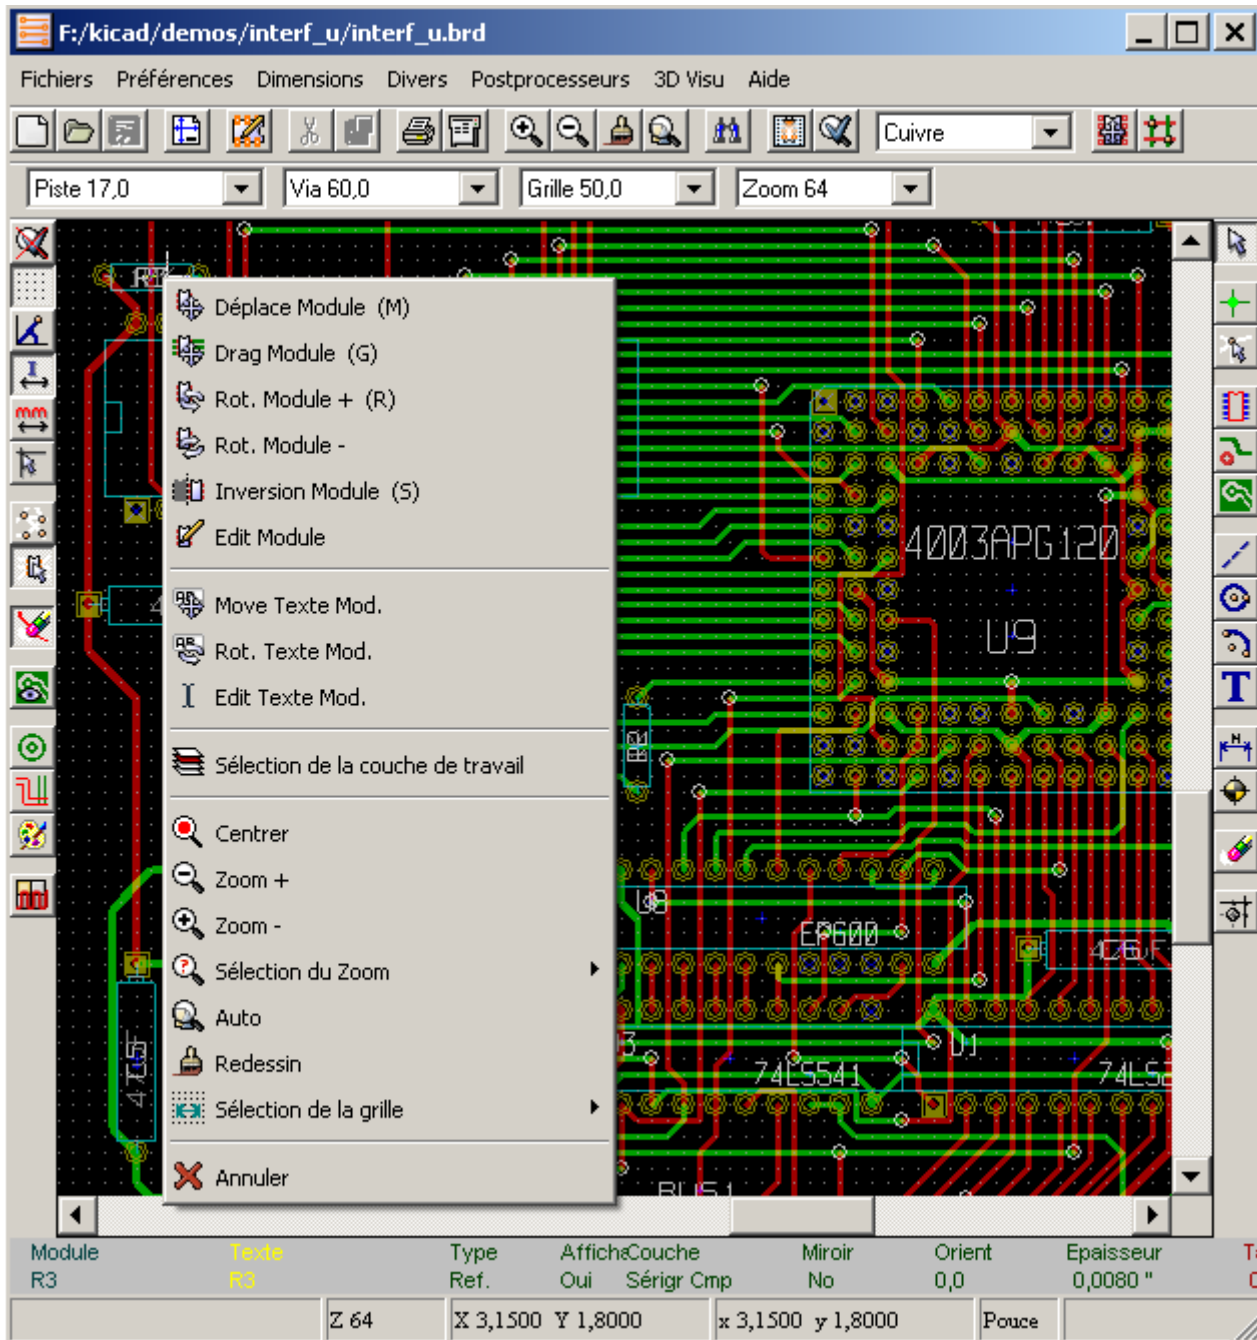 F:/kicad/demos/interf_u/interf_u.brd
Fichiers Préférences Dimensions Divers Postprocesseurs 3D Visu Aide
Cuivre
Piste 17,0 Via 60,0 Grille 50,0 Zoom 64
Déplace Module (M)
Drag Module (G)
Rot. Module + (R)
Rot. Module -
Inversion Module (S)
Edit Module
Move Texte Mod.
Rot. Texte Mod.
Edit Texte Mod.
Sélection de la couche de travail
Centrer
Zoom +
Zoom -
Sélection du Zoom
Auto
Redessin
Sélection de la grille
Annuler
mm
4003APG120
U9
U8
EP600
U1
74LS541
74LS2
BUS1
Module Texte Type Affiche Couche Miroir Orient Epaisseur
R3 R3 Ref. Oui Sérigr Cmp No 0,0 0,0080 "
Z 64 X 3,1500 Y 1,8000 x 3,1500 y 1,8000 Pouce